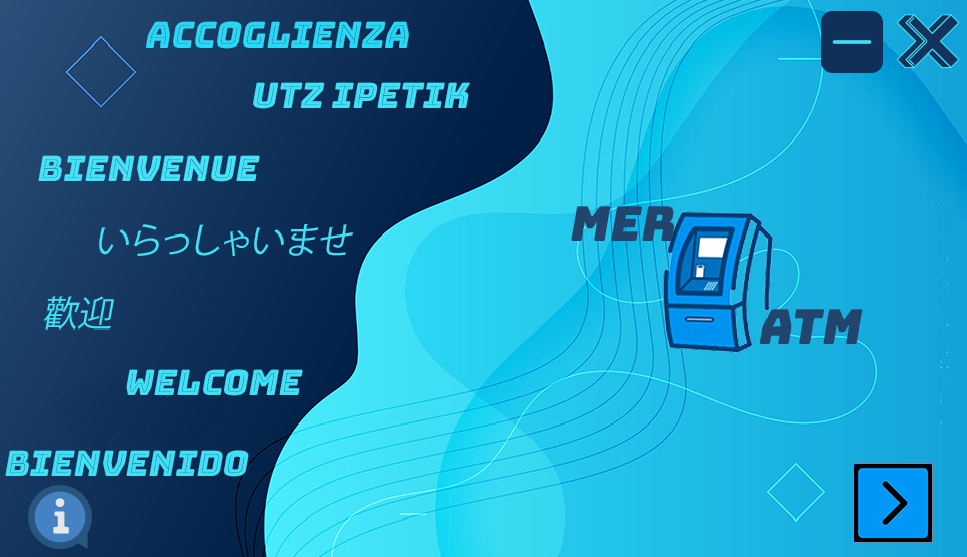 ACCOGLIENZA
UTZ IPETIK
BIENVENUE
いらっしゃいませ
歡迎
WELCOME
BIENVENIDO
MER
ATM